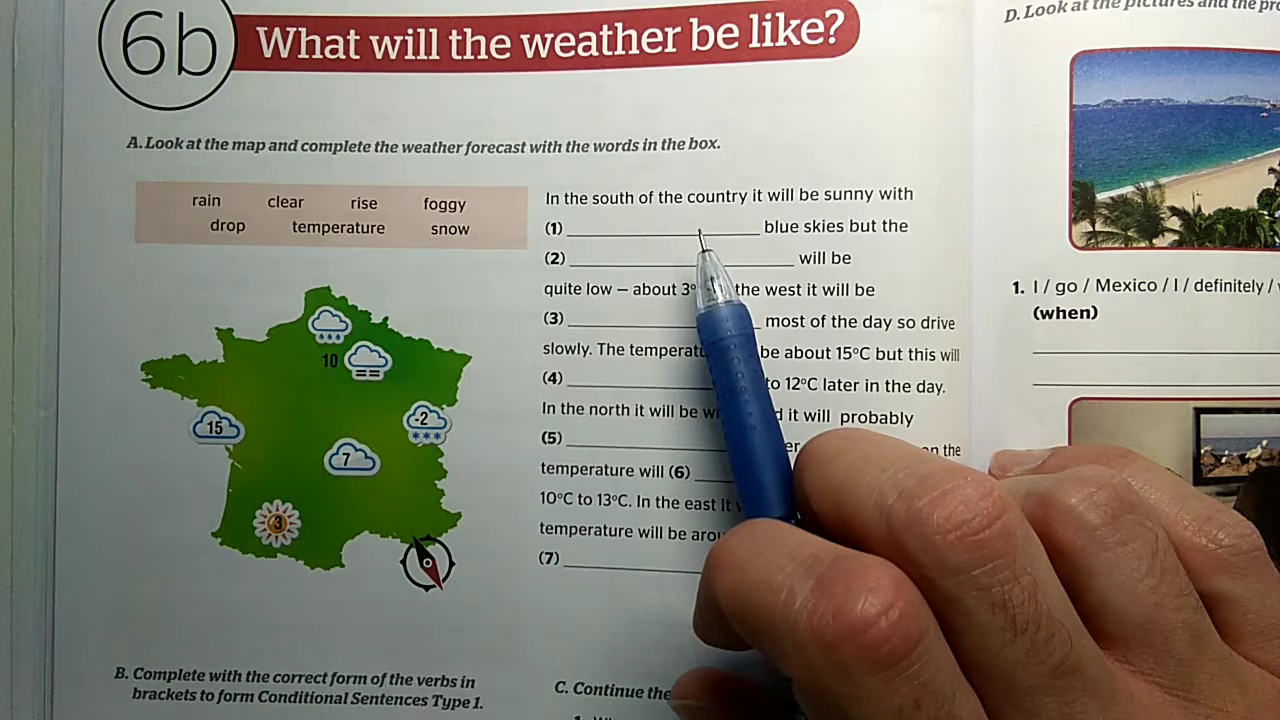 6b What will the weather be like?
A. Look at the map and complete the weather forecast with the words in the box.
rain clear rise foggy
drop temperature snow
In the south of the country it will be sunny with
(1) ____ blue skies but the
(2) ____ will be
quite low – about 3° the west it will be
(3) ____ most of the day so drive
slowly. The be about 15°C but this will
(4) ____ to 12°C later in the day.
In the north it will be it will probably
(5) ____ the
temperature will (6) ____
10°C to 13°C. In the east it
temperature will be
(7) ____
10
15
-2
7
3
B. Complete with the correct form of the verbs in
brackets to form Conditional Sentences Type 1.
C. Continue the
D. Look at the pictures and the
1. I / go / Mexico / I / definitely /
(when)